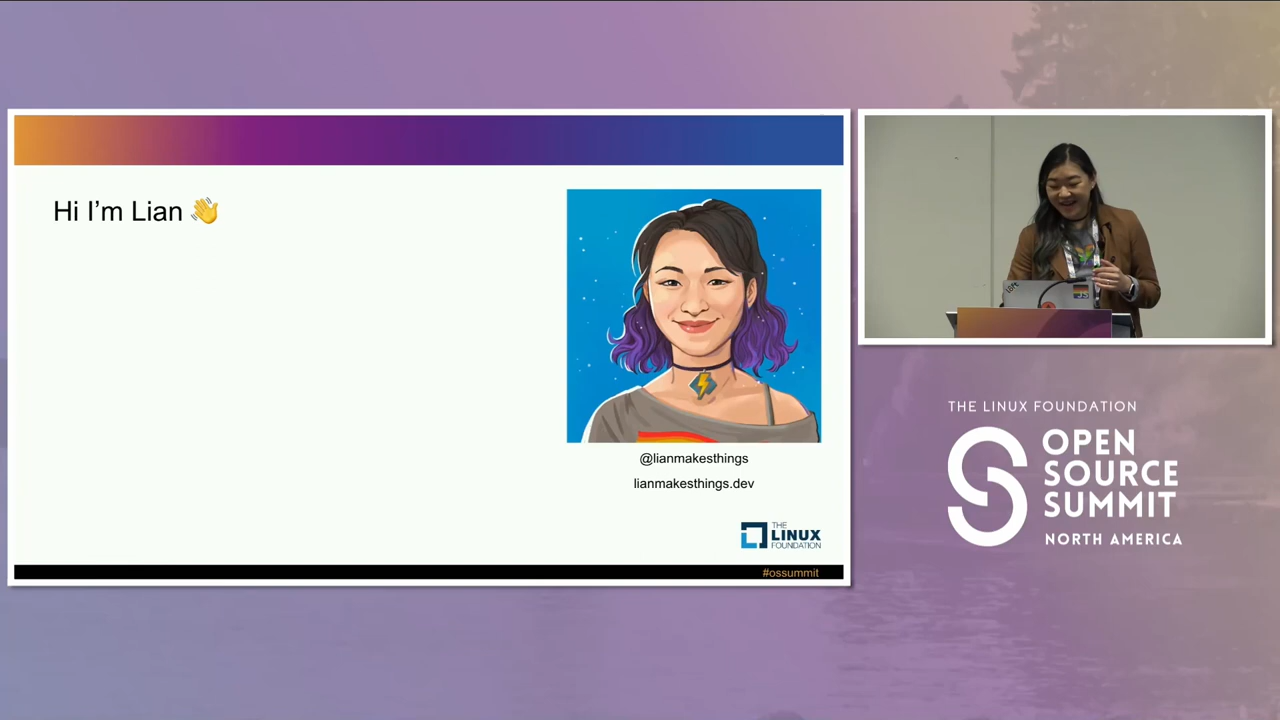 Hi I'm Lian 👋
@lianmakesthings
lianmakesthings.dev
THE
LINUX
FOUNDATION
#ossummit
THE LINUX FOUNDATION
OPEN
SOURCE
SUMMIT
NORTH AMERICA